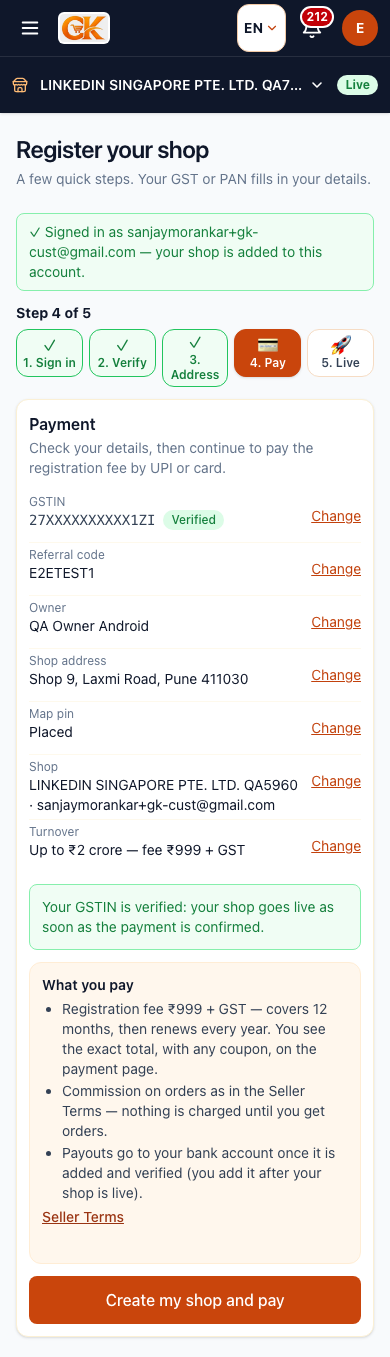 GK
EN
212
E
LINKEDIN SINGAPORE PTE. LTD. QA7...
Live
Register your shop
A few quick steps. Your GST or PAN fills in your details.
✓ Signed in as sanjaymorankar+gk-
cust@gmail.com — your shop is added to this
account.
Step 4 of 5
✓
1. Sign in
✓
2. Verify
✓
3.
Address
💳
4. Pay
🚀
5. Live
Payment
Check your details, then continue to pay the
registration fee by UPI or card.
GSTIN
27XXXXXXXXXX1ZI Verified
Change
Referral code
E2ETEST1
Change
Owner
QA Owner Android
Change
Shop address
Shop 9, Laxmi Road, Pune 411030
Change
Map pin
Placed
Change
Shop
LINKEDIN SINGAPORE PTE. LTD. QA5960
· sanjaymorankar+gk-cust@gmail.com
Change
Turnover
Up to ₹2 crore — fee ₹999 + GST
Change
Your GSTIN is verified: your shop goes live as
soon as the payment is confirmed.
What you pay
• Registration fee ₹999 + GST — covers 12
months, then renews every year. You see
the exact total, with any coupon, on the
payment page.
• Commission on orders as in the Seller
Terms — nothing is charged until you get
orders.
• Payouts go to your bank account once it is
added and verified (you add it after your
shop is live).
Seller Terms
Create my shop and pay